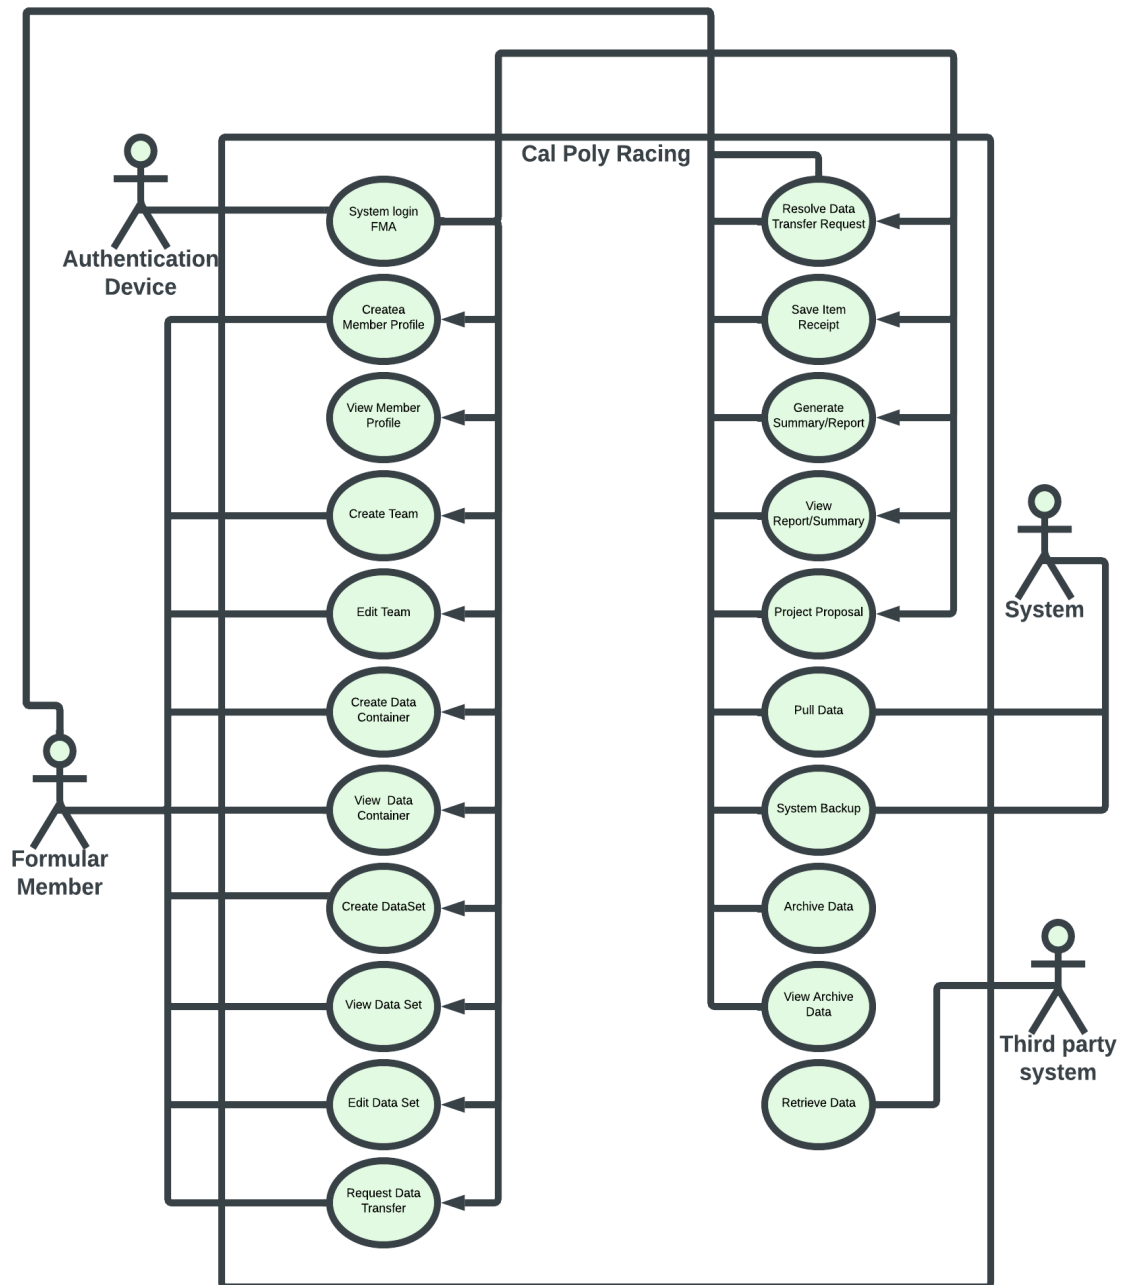 Cal Poly Racing
Authentication
Device
System login
FMA
Createa
Member Profile
View Member
Profile
Create Team
Edit Team
Create Data
Container
View  Data
Container
Create DataSet
View Data Set
Edit Data Set
Request Data
Transfer
Formular
Member
Resolve Data
Transfer Request
Save Item
Receipt
Generate
Summary/Report
View
Report/Summary
Project Proposal
Pull Data
System Backup
Archive Data
View Archive
Data
Retrieve Data
System
Third party
system